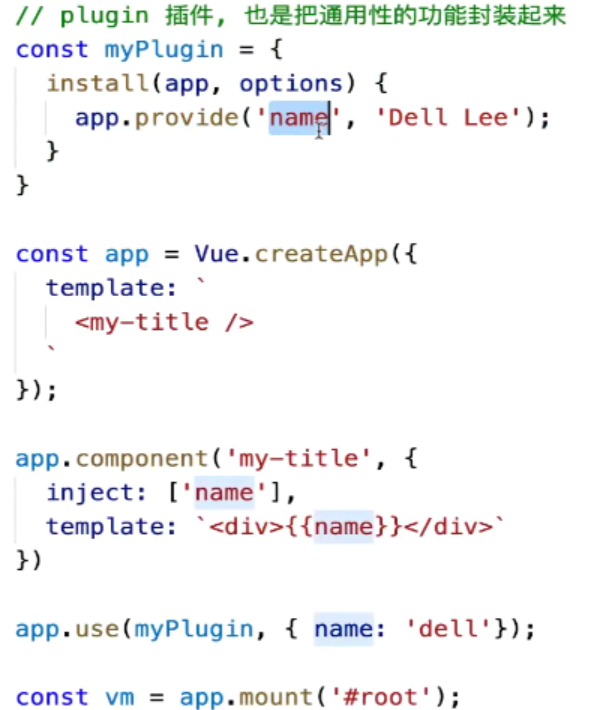 // plugin 插件, 也是把通用性的功能封装起来
const myPlugin = {
  install(app, options) {
    app.provide('name', 'Dell Lee');
  }
}

const app = Vue.createApp({
  template: `
    <my-title />
  `
});

app.component('my-title', {
  inject: ['name'],
  template: `<div>{{name}}</div>`
})

app.use(myPlugin, { name: 'dell'});

const vm = app.mount('#root');